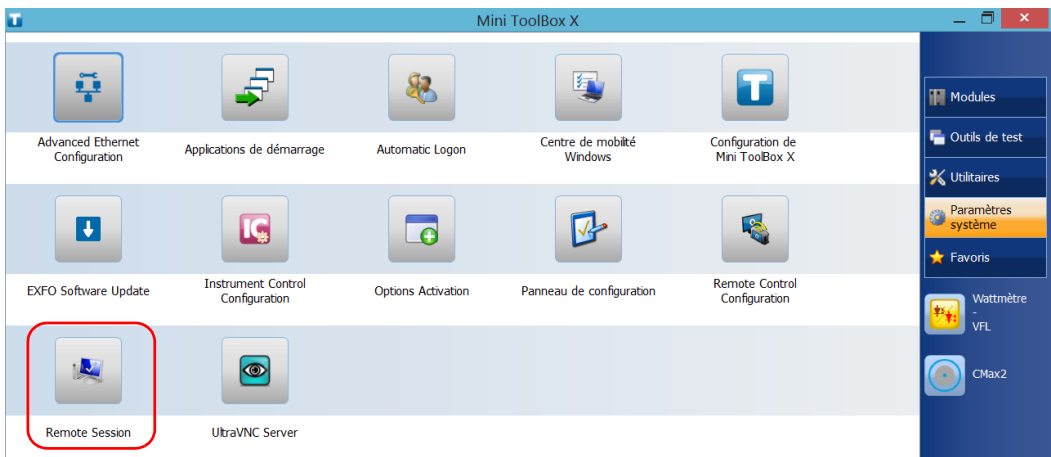 Mini ToolBox X
Advanced Ethernet
Configuration
Applications de démarrage
Automatic Logon
Centre de mobilité
Windows
Configuration de
Mini ToolBox X
EXFO Software Update
Instrument Control
Configuration
Options Activation
Panneau de configuration
Remote Control
Configuration
Remote Session
UltraVNC Server
Modules
Outils de test
Utilitaires
Paramètres
système
Favoris
Wattmètre
-
VFL
CMax2